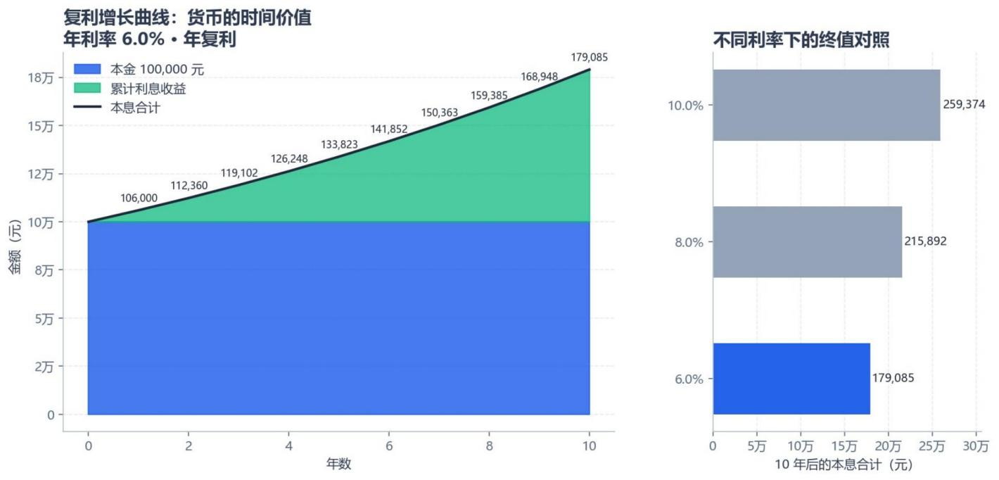 复利增长曲线：货币的时间价值
年利率 6.0% • 年复利
本金 100,000 元
累计利息收益
本息合计
金额（元）
18万
15万
12万
10万
8万
5万
2万
0
106,000
112,360
119,102
126,248
133,823
141,852
150,363
159,385
168,948
179,085
0 2 4 6 8 10
年数
不同利率下的终值对照
10.0%
259,374
8.0%
215,892
6.0%
179,085
0 5万 10万 15万 20万 25万 30万
10 年后的本息合计（元）